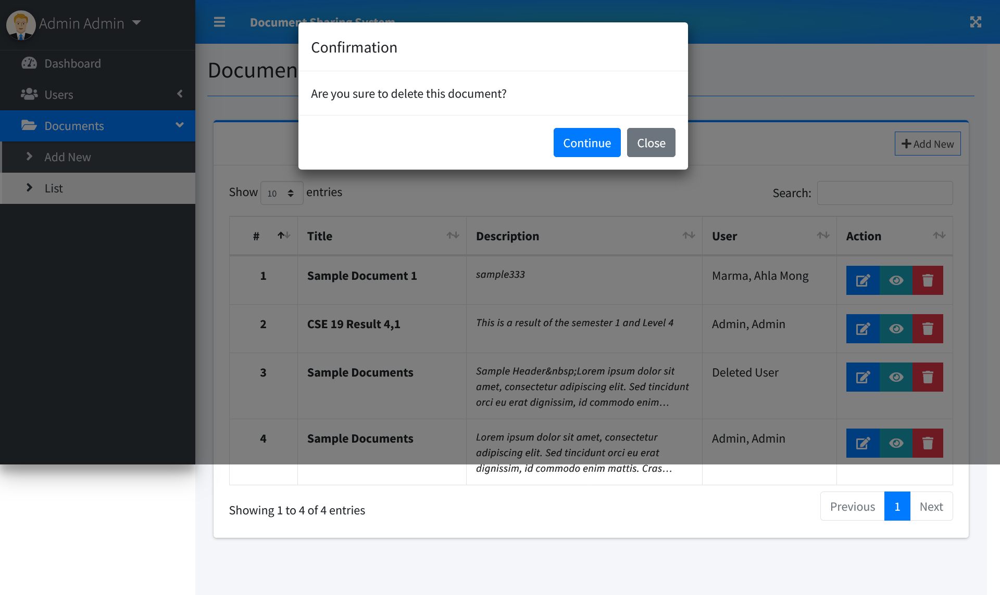 Admin Admin
Dashboard
Users
Documents
Add New
List
Document Sharing System
Documen
Confirmation
Are you sure to delete this document?
Continue
Close
Add New
Show 10 entries
Search:
# Title Description User Action
1 Sample Document 1 sample333 Marma, Ahla Mong
2 CSE 19 Result 4,1 This is a result of the semester 1 and Level 4 Admin, Admin
3 Sample Documents Sample Header&nbsp;Lorem ipsum dolor sit Deleted User
amet, consectetur adipiscing elit. Sed tincidunt
orci eu erat dignissim, id commodo enim...
4 Sample Documents Lorem ipsum dolor sit amet, consectetur Admin, Admin
adipiscing elit. Sed tincidunt orci eu erat
dignissim, id commodo enim mattis. Cras...
Showing 1 to 4 of 4 entries
Previous 1 Next